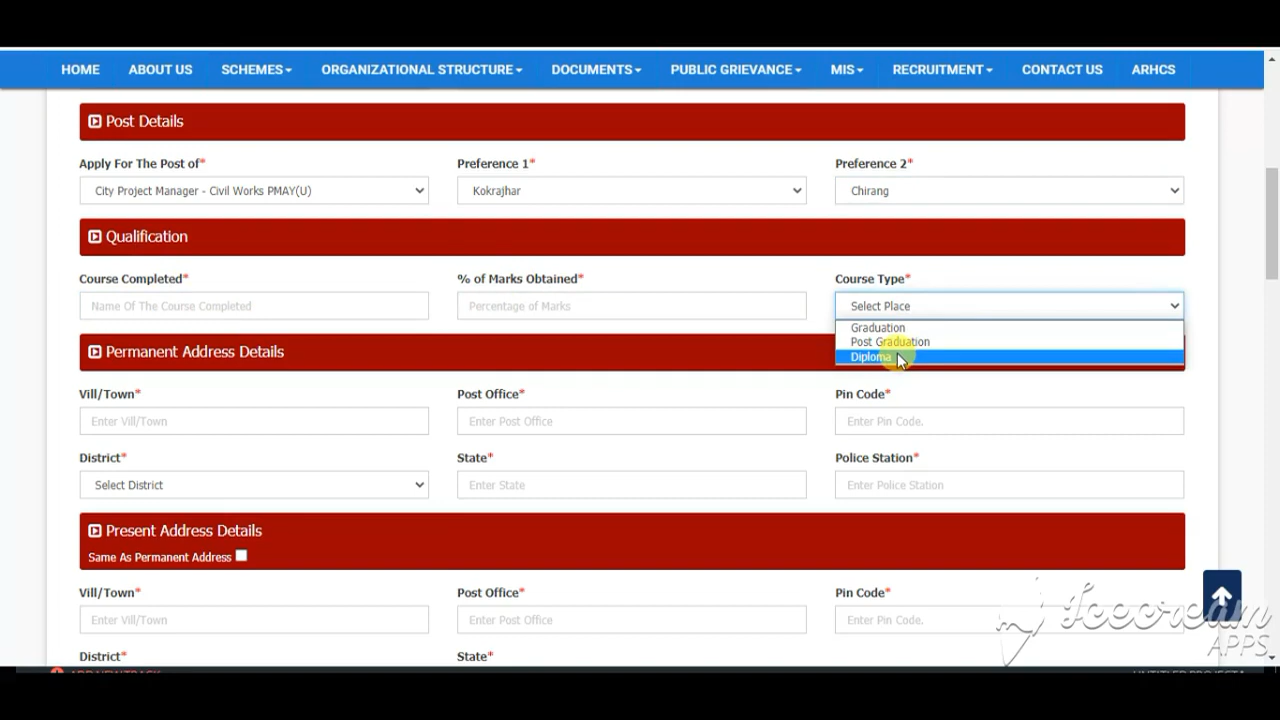 HOME ABOUT US SCHEMES ORGANIZATIONAL STRUCTURE DOCUMENTS PUBLIC GRIEVANCE MIS RECRUITMENT CONTACT US ARHCS
Post Details
Apply For The Post of* Preference 1* Preference 2*
City Project Manager - Civil Works PMAY(U) Kokrajhar Chirang
Qualification
Course Completed* % of Marks Obtained* Course Type*
Name Of The Course Completed Percentage of Marks Select Place
Graduation
Post Graduation
Diploma
Permanent Address Details
Vill/Town* Post Office* Pin Code*
Enter Vill/Town Enter Post Office Enter Pin Code.
District* State* Police Station*
Select District Enter State Enter Police Station
Present Address Details
Same As Permanent Address
Vill/Town* Post Office* Pin Code*
Enter Vill/Town Enter Post Office Enter Pin Code.
District* State*
Icecream
APPS